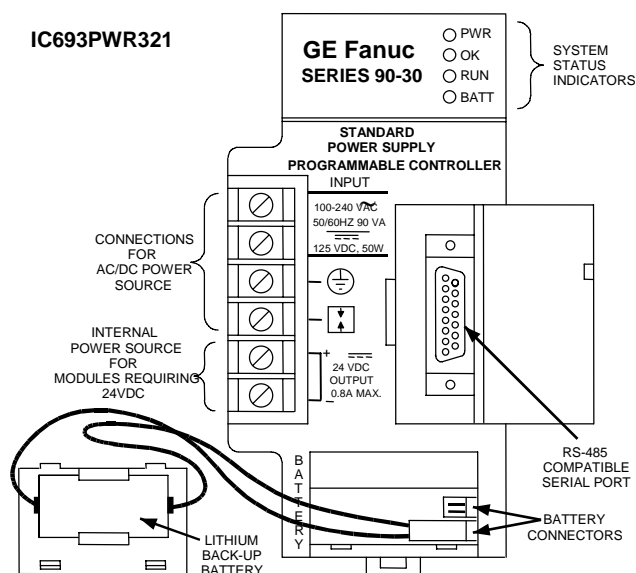 IC693PWR321
GE Fanuc
SERIES 90-30
PWR
OK
RUN
BATT
SYSTEM
STATUS
INDICATORS
STANDARD
POWER SUPPLY
PROGRAMMABLE CONTROLLER
INPUT
100-240 VAC
50/60HZ 90 VA
125 VDC, 50W
CONNECTIONS
FOR
AC/DC POWER
SOURCE
INTERNAL
POWER SOURCE
FOR
MODULES REQUIRING
24VDC
+
24 VDC
OUTPUT
0.8A MAX.
–
RS-485
COMPATIBLE
SERIAL PORT
BATTERY
BATTERY
CONNECTORS
LITHIUM
BACK-UP
BATTERY